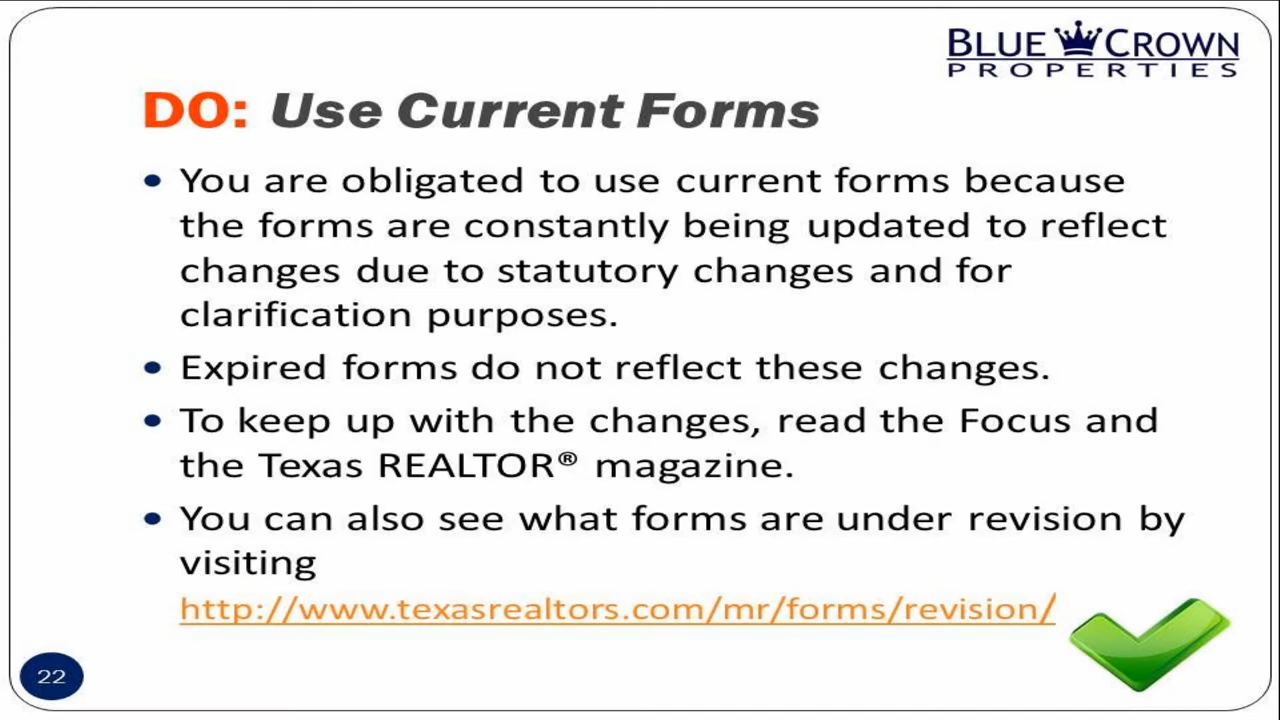 BLUE CROWN
PROPERTIES
DO: Use Current Forms
• You are obligated to use current forms because
the forms are constantly being updated to reflect
changes due to statutory changes and for
clarification purposes.
• Expired forms do not reflect these changes.
• To keep up with the changes, read the Focus and
the Texas REALTOR® magazine.
• You can also see what forms are under revision by
visiting
http://www.texasrealtors.com/mr/forms/revision/
22